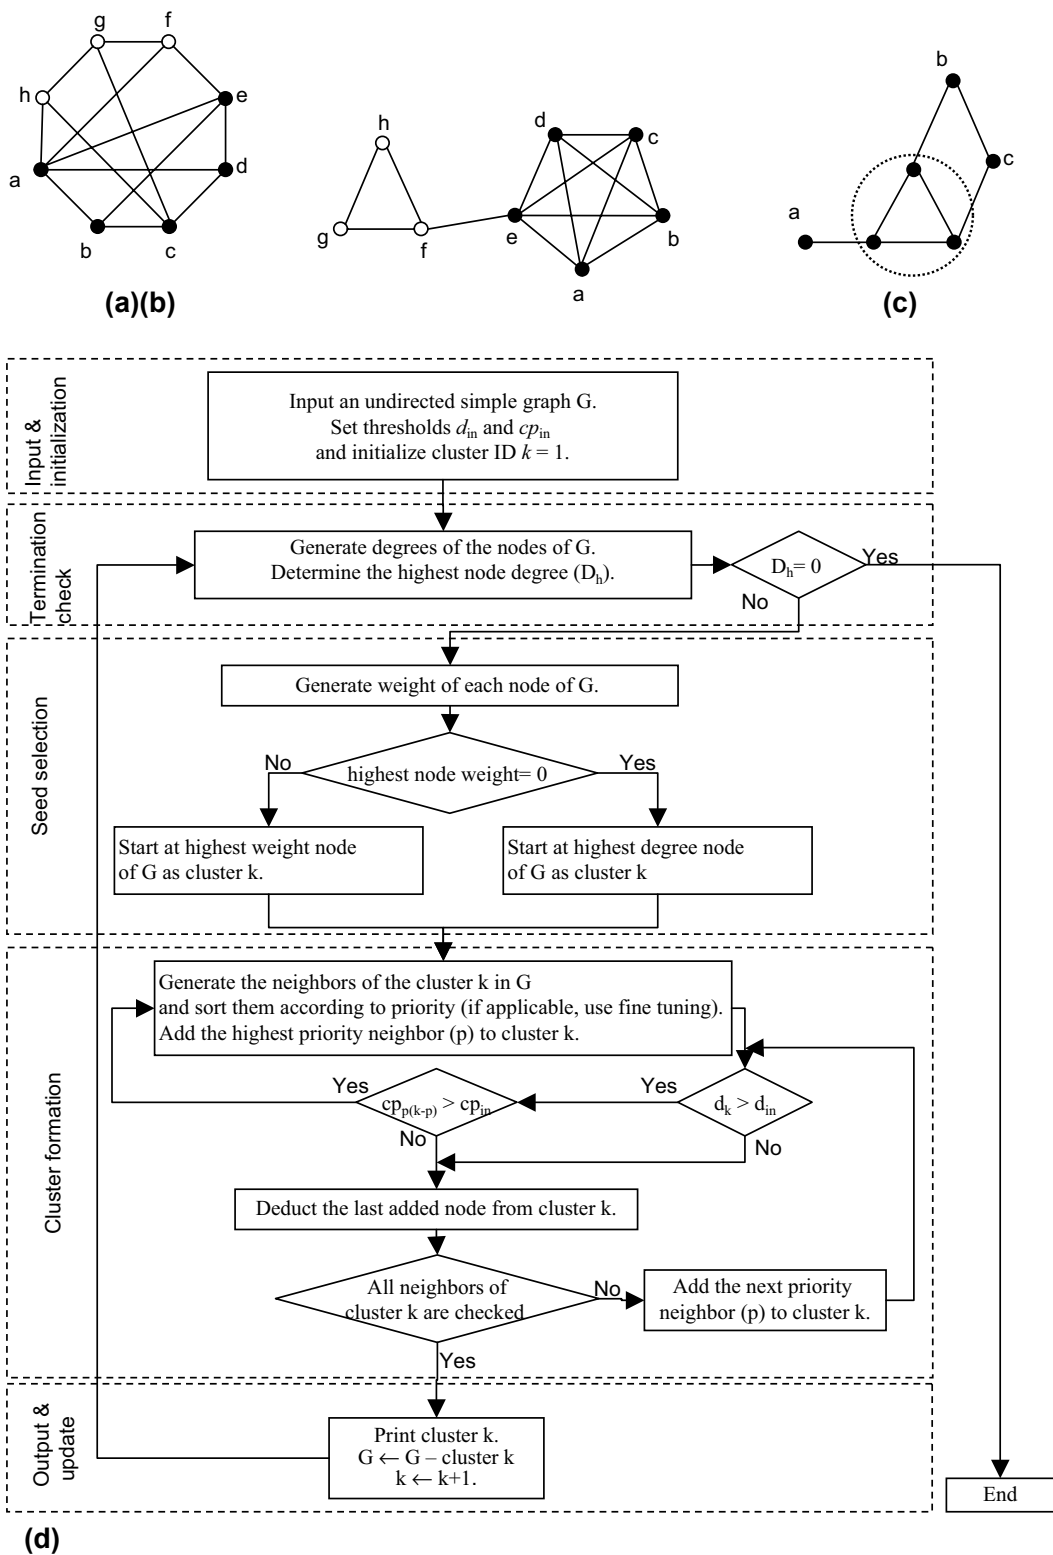 g f
h e
a d
b c
(a)(b)
h
g f
d c
e b
a
b
c
a
(c)
Input &
initialization
Input an undirected simple graph G.
Set thresholds d_in and cp_in
and initialize cluster ID k = 1.
Termination
check
Generate degrees of the nodes of G.
Determine the highest node degree (D_h).
D_h= 0
Yes
No
Seed selection
Generate weight of each node of G.
highest node weight= 0
No
Yes
Start at highest weight node
of G as cluster k.
Start at highest degree node
of G as cluster k
Cluster formation
Generate the neighbors of the cluster k in G
and sort them according to priority (if applicable, use fine tuning).
Add the highest priority neighbor (p) to cluster k.
Yes
cp_p(k-p) > cp_in
Yes
d_k > d_in
No
No
Deduct the last added node from cluster k.
All neighbors of
cluster k are checked
No
Add the next priority
neighbor (p) to cluster k.
Yes
Output &
update
Print cluster k.
G ← G – cluster k
k ← k+1.
End
(d)